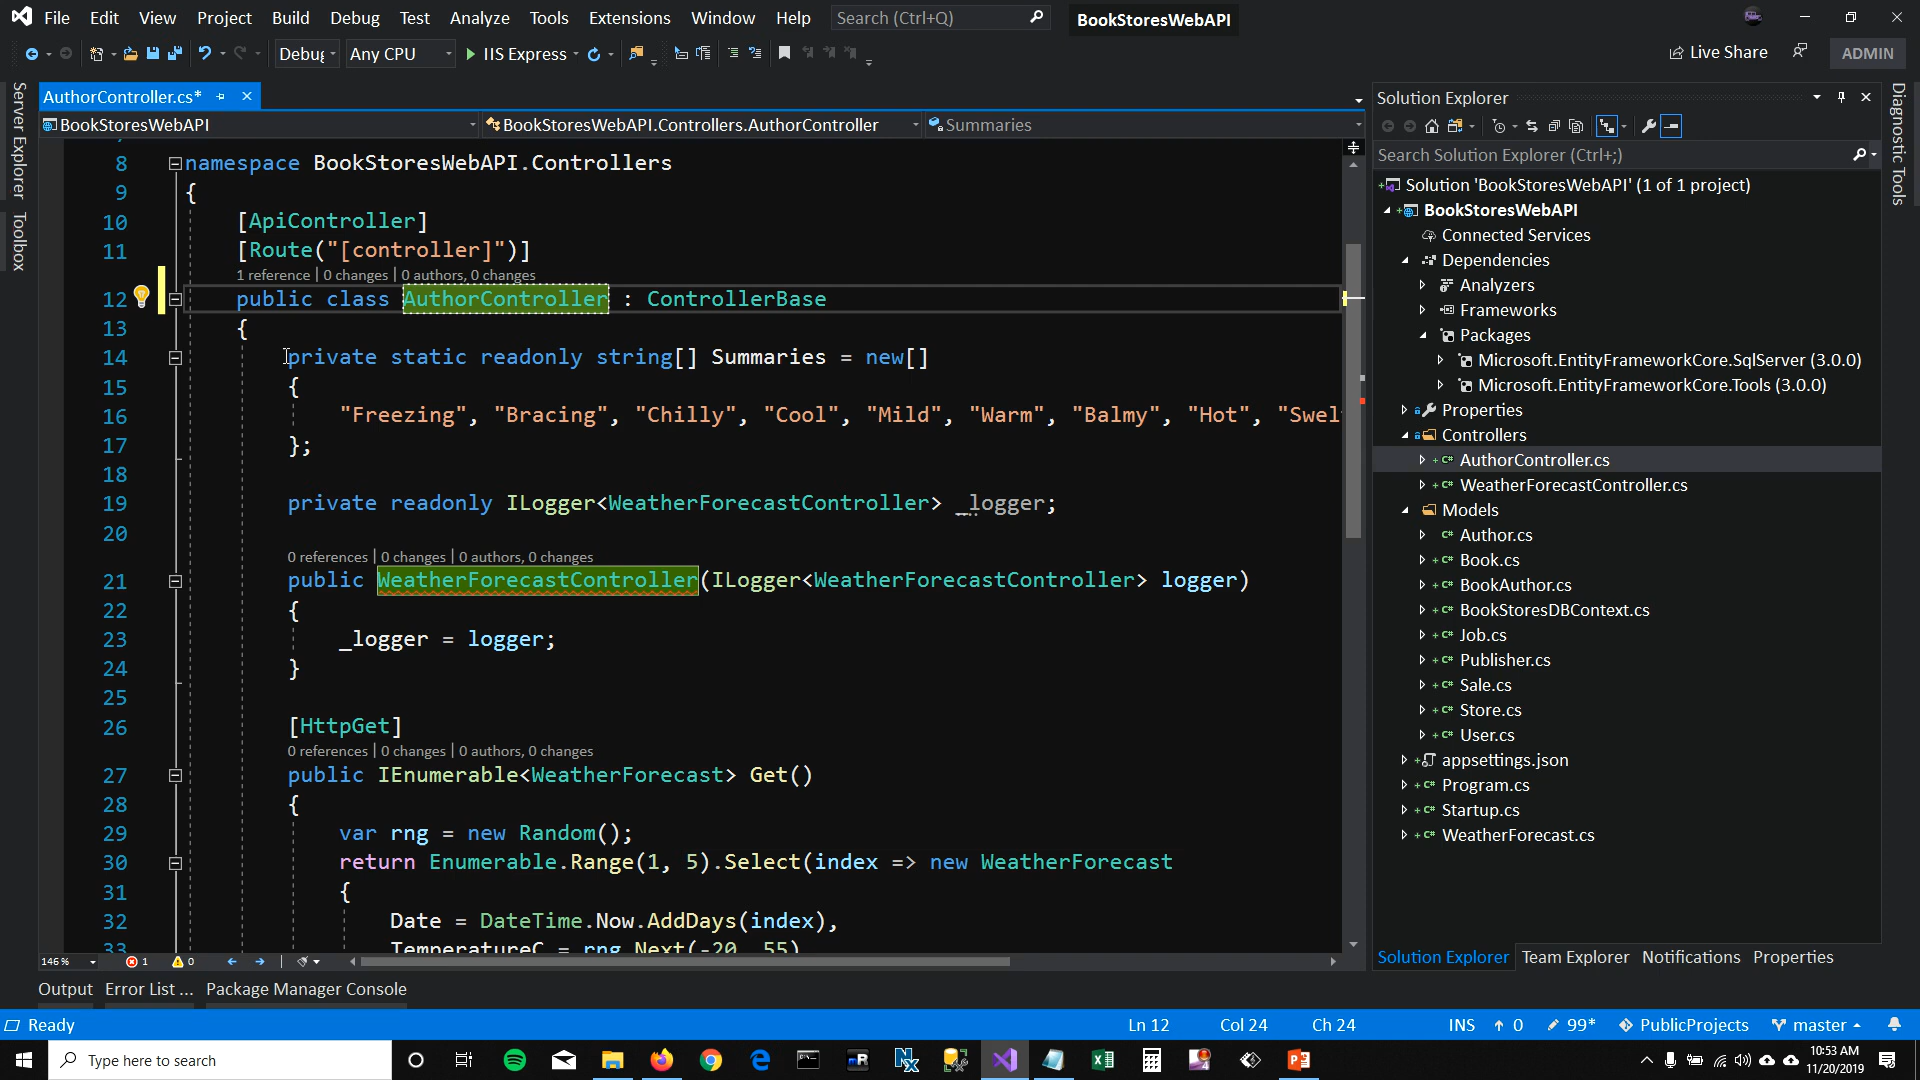 File Edit View Project Build Debug Test Analyze Tools Extensions Window Help Search (Ctrl+Q) BookStoresWebAPI
Debug Any CPU IIS Express Live Share ADMIN
Server Explorer
Toolbox
AuthorController.cs*
BookStoresWebAPI BookStoresWebAPI.Controllers.AuthorController Summaries
8 namespace BookStoresWebAPI.Controllers
9 {
10 [ApiController]
11 [Route("[controller]")]
1 reference | 0 changes | 0 authors, 0 changes
12 public class AuthorController : ControllerBase
13 {
14 private static readonly string[] Summaries = new[]
15 {
16 "Freezing", "Bracing", "Chilly", "Cool", "Mild", "Warm", "Balmy", "Hot", "Swel
17 };
18
19 private readonly ILogger<WeatherForecastController> _logger;
20
0 references | 0 changes | 0 authors, 0 changes
21 public WeatherForecastController(ILogger<WeatherForecastController> logger)
22 {
23 _logger = logger;
24 }
25
26 [HttpGet]
0 references | 0 changes | 0 authors, 0 changes
27 public IEnumerable<WeatherForecast> Get()
28 {
29 var rng = new Random();
30 return Enumerable.Range(1, 5).Select(index => new WeatherForecast
31 {
32 Date = DateTime.Now.AddDays(index),
33 TemperatureC = rng.Next(-20, 55)
146 % 1 0
Output Error List ... Package Manager Console
Solution Explorer
Search Solution Explorer (Ctrl+;)
Solution 'BookStoresWebAPI' (1 of 1 project)
BookStoresWebAPI
Connected Services
Dependencies
Analyzers
Frameworks
Packages
Microsoft.EntityFrameworkCore.SqlServer (3.0.0)
Microsoft.EntityFrameworkCore.Tools (3.0.0)
Properties
Controllers
AuthorController.cs
WeatherForecastController.cs
Models
Author.cs
Book.cs
BookAuthor.cs
BookStoresDBContext.cs
Job.cs
Publisher.cs
Sale.cs
Store.cs
User.cs
appsettings.json
Program.cs
Startup.cs
WeatherForecast.cs
Solution Explorer Team Explorer Notifications Properties
Diagnostic Tools
Ready Ln 12 Col 24 Ch 24 INS 0 99* PublicProjects master
Type here to search
10:53 AM
11/20/2019